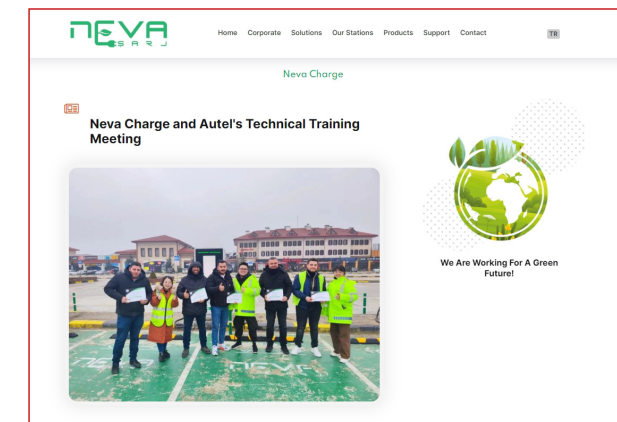 NEVA
ŞARJ
Home Corporate Solutions Our Stations Products Support Contact
TR
Neva Charge
Neva Charge and Autel's Technical Training
Meeting
We Are Working For A Green
Future!
NEVA